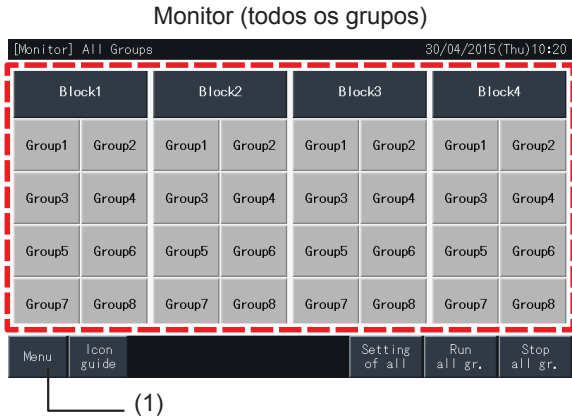 Monitor (todos os grupos)
[Monitor] All Groups 30/04/2015(Thu)10:20
Block1 Block2 Block3 Block4
Group1 Group2 Group1 Group2 Group1 Group2 Group1 Group2
Group3 Group4 Group3 Group4 Group3 Group4 Group3 Group4
Group5 Group6 Group5 Group6 Group5 Group6 Group5 Group6
Group7 Group8 Group7 Group8 Group7 Group8 Group7 Group8
Menu Icon guide Setting of all Run all gr. Stop all gr.
(1)